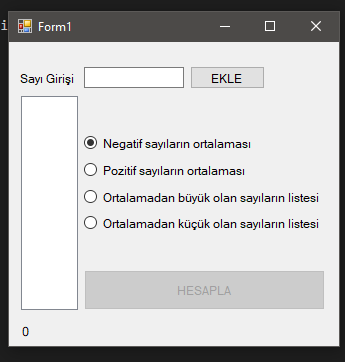 Form1
Sayı Girişi
EKLE
Negatif sayıların ortalaması
Pozitif sayıların ortalaması
Ortalamadan büyük olan sayıların listesi
Ortalamadan küçük olan sayıların listesi
HESAPLA
0